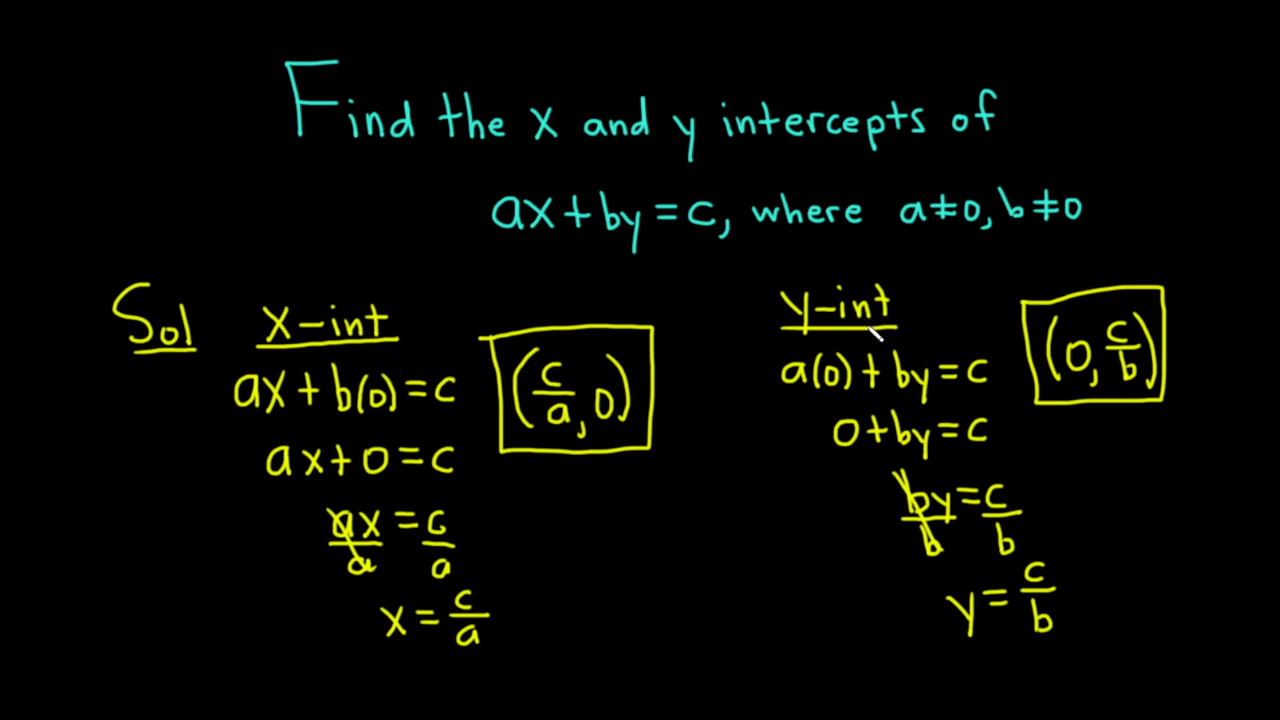 Find the x and y intercepts of
ax + by = c, where a ≠ 0, b ≠ 0
Sol
x-int
ax + b(0) = c
ax + 0 = c
ax/a = c/a
x = c/a
(c/a, 0)
y-int
a(0) + by = c
0 + by = c
by/b = c/b
y = c/b
(0, c/b)